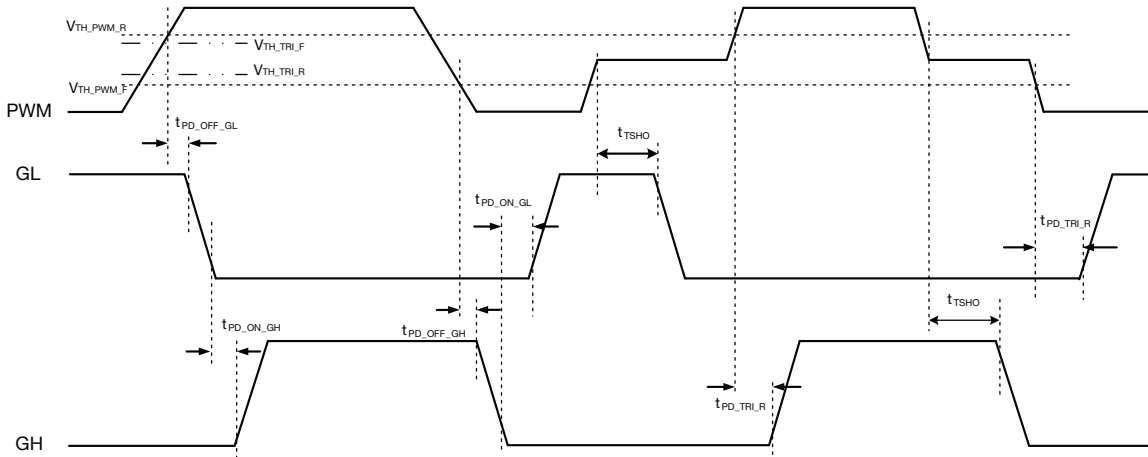 VTH_PWM_R
VTH_TRI_F
VTH_TRI_R
VTH_PWM_F
PWM
tPD_OFF_GL
tTSHO
GL
tPD_ON_GL
tPD_TRI_R
tTSHO
tPD_ON_GH
tPD_OFF_GH
tPD_TRI_R
GH